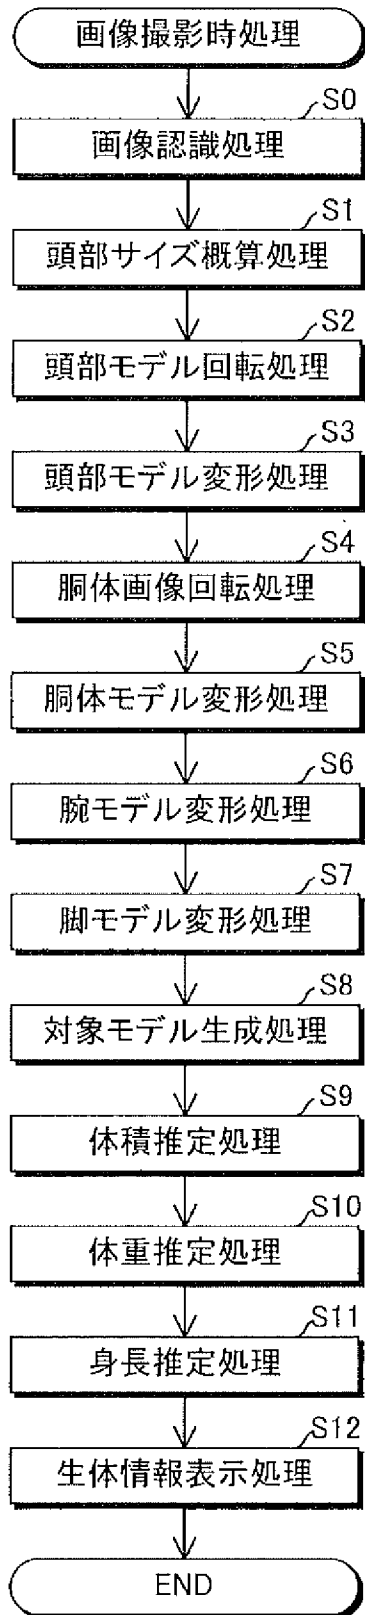 画像撮影時処理
S0
画像認識処理
S1
頭部サイズ概算処理
S2
頭部モデル回転処理
S3
頭部モデル変形処理
S4
胴体画像回転処理
S5
胴体モデル変形処理
S6
腕モデル変形処理
S7
脚モデル変形処理
S8
対象モデル生成処理
S9
体積推定処理
S10
体重推定処理
S11
身長推定処理
S12
生体情報表示処理
END